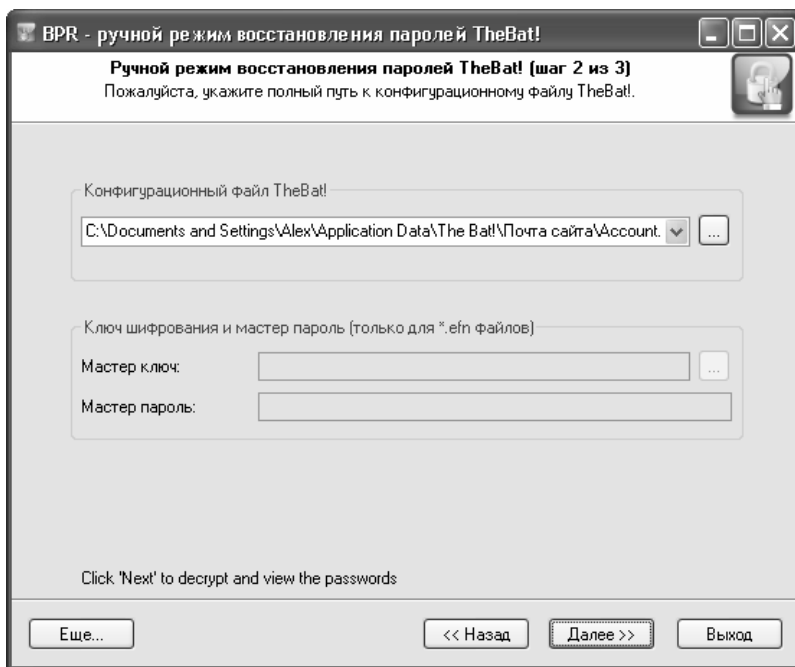 BPR - ручной режим восстановления паролей TheBat!
Ручной режим восстановления паролей TheBat! (шаг 2 из 3)
Пожалуйста, укажите полный путь к конфигурационному файлу TheBat!.
Конфигурационный файл TheBat!
C:\Documents and Settings\Alex\Application Data\The Bat!\Почта сайта\Account.
...
Ключ шифрования и мастер пароль (только для *.efn файлов)
Мастер ключ:
...
Мастер пароль:
Click 'Next' to decrypt and view the passwords
Еще... << Назад Далее >> Выход